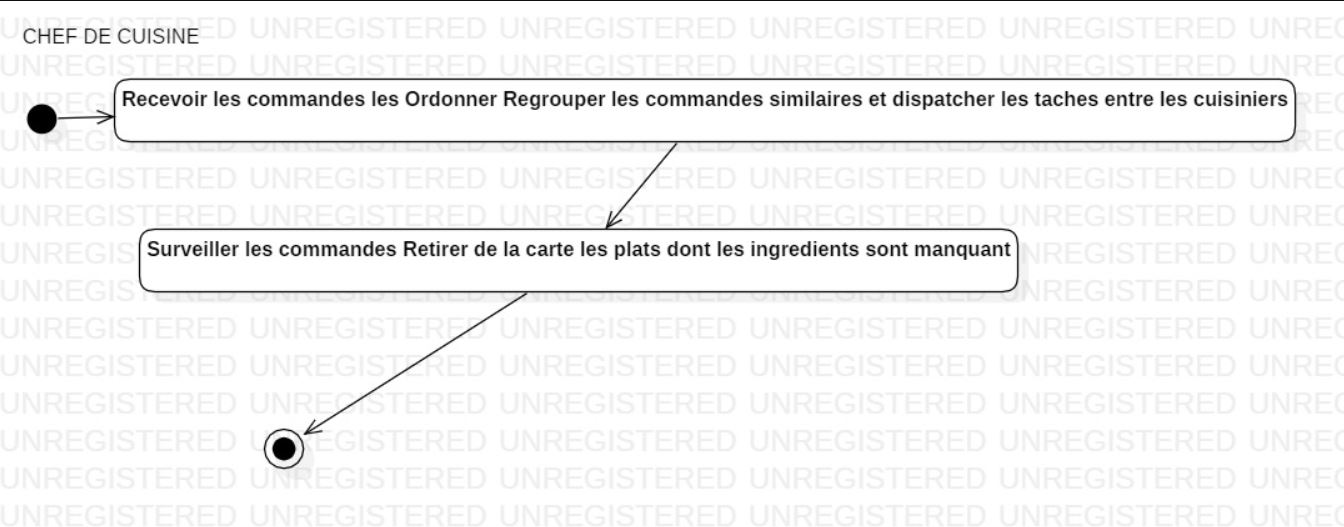 CHEF DE CUISINE
Recevoir les commandes les Ordonner Regrouper les commandes similaires et dispatcher les taches entre les cuisiniers
Surveiller les commandes Retirer de la carte les plats dont les ingredients sont manquant
UNREGISTERED UNREGISTERED UNREGISTERED UNREGISTERED UNREGISTERED